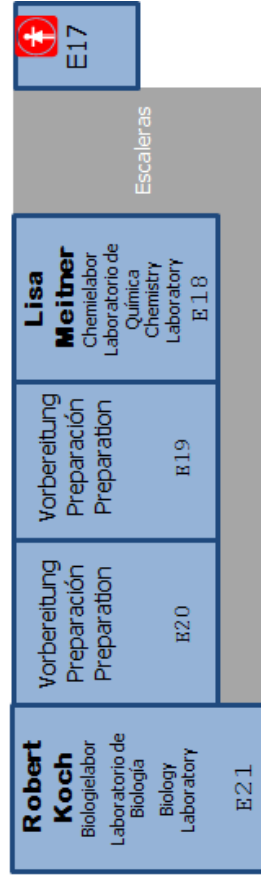 E17
Escaleras
Lisa
Meitner
Chemielabor
Laboratorio de
Química
Chemistry
Laboratory
E18
Vorbereitung
Preparación
Preparation
E19
Vorbereitung
Preparación
Preparation
E20
Robert
Koch
Biologielabor
Laboratorio de
Biología
Biology
Laboratory
E21